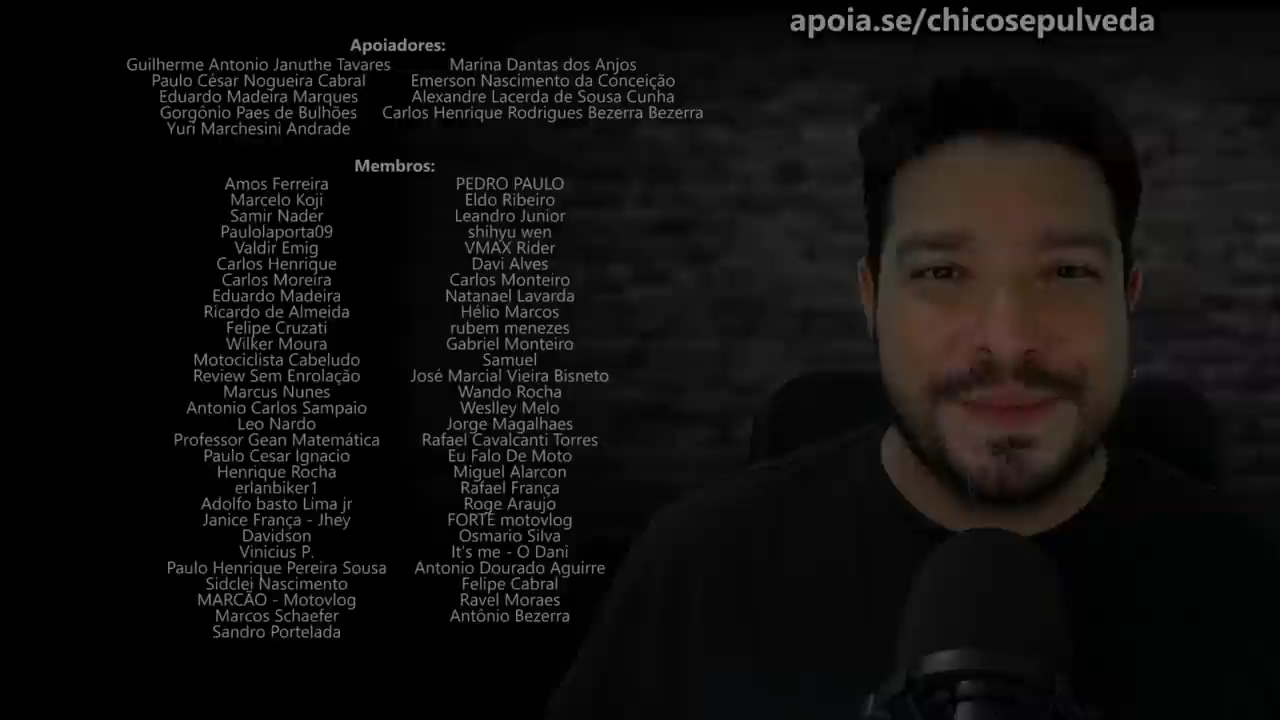 apoia.se/chicosepulveda
Apoiadores:
Guilherme Antonio Januthe Tavares
Paulo César Nogueira Cabral
Eduardo Madeira Marques
Gorgônio Paes de Bulhões
Yuri Marchesini Andrade
Marina Dantas dos Anjos
Emerson Nascimento da Conceição
Alexandre Lacerda de Sousa Cunha
Carlos Henrique Rodrigues Bezerra Bezerra
Membros:
Amos Ferreira
Marcelo Koji
Samir Nader
Paulolaporta09
Valdir Emig
Carlos Henrique
Carlos Moreira
Eduardo Madeira
Ricardo de Almeida
Felipe Cruzati
Wilker Moura
Motociclista Cabeludo
Review Sem Enrolação
Marcus Nunes
Antonio Carlos Sampaio
Leo Nardo
Professor Gean Matemática
Paulo Cesar Ignacio
Henrique Rocha
erlanbiker1
Adolfo basto Lima jr
Janice França - Jhey
Davidson
Vinicius P.
Paulo Henrique Pereira Sousa
Sidclei Nascimento
MARCÃO - Motovlog
Marcos Schaefer
Sandro Portelada
PEDRO PAULO
Eldo Ribeiro
Leandro Junior
shihyu wen
VMAX Rider
Davi Alves
Carlos Monteiro
Natanael Lavarda
Hélio Marcos
rubem menezes
Gabriel Monteiro
Samuel
José Marcial Vieira Bisneto
Wando Rocha
Weslley Melo
Jorge Magalhaes
Rafael Cavalcanti Torres
Eu Falo De Moto
Miguel Alarcon
Rafael França
Roge Araujo
FORTE motovlog
Osmario Silva
It's me - O Dani
Antonio Dourado Aguirre
Felipe Cabral
Ravel Moraes
Antônio Bezerra